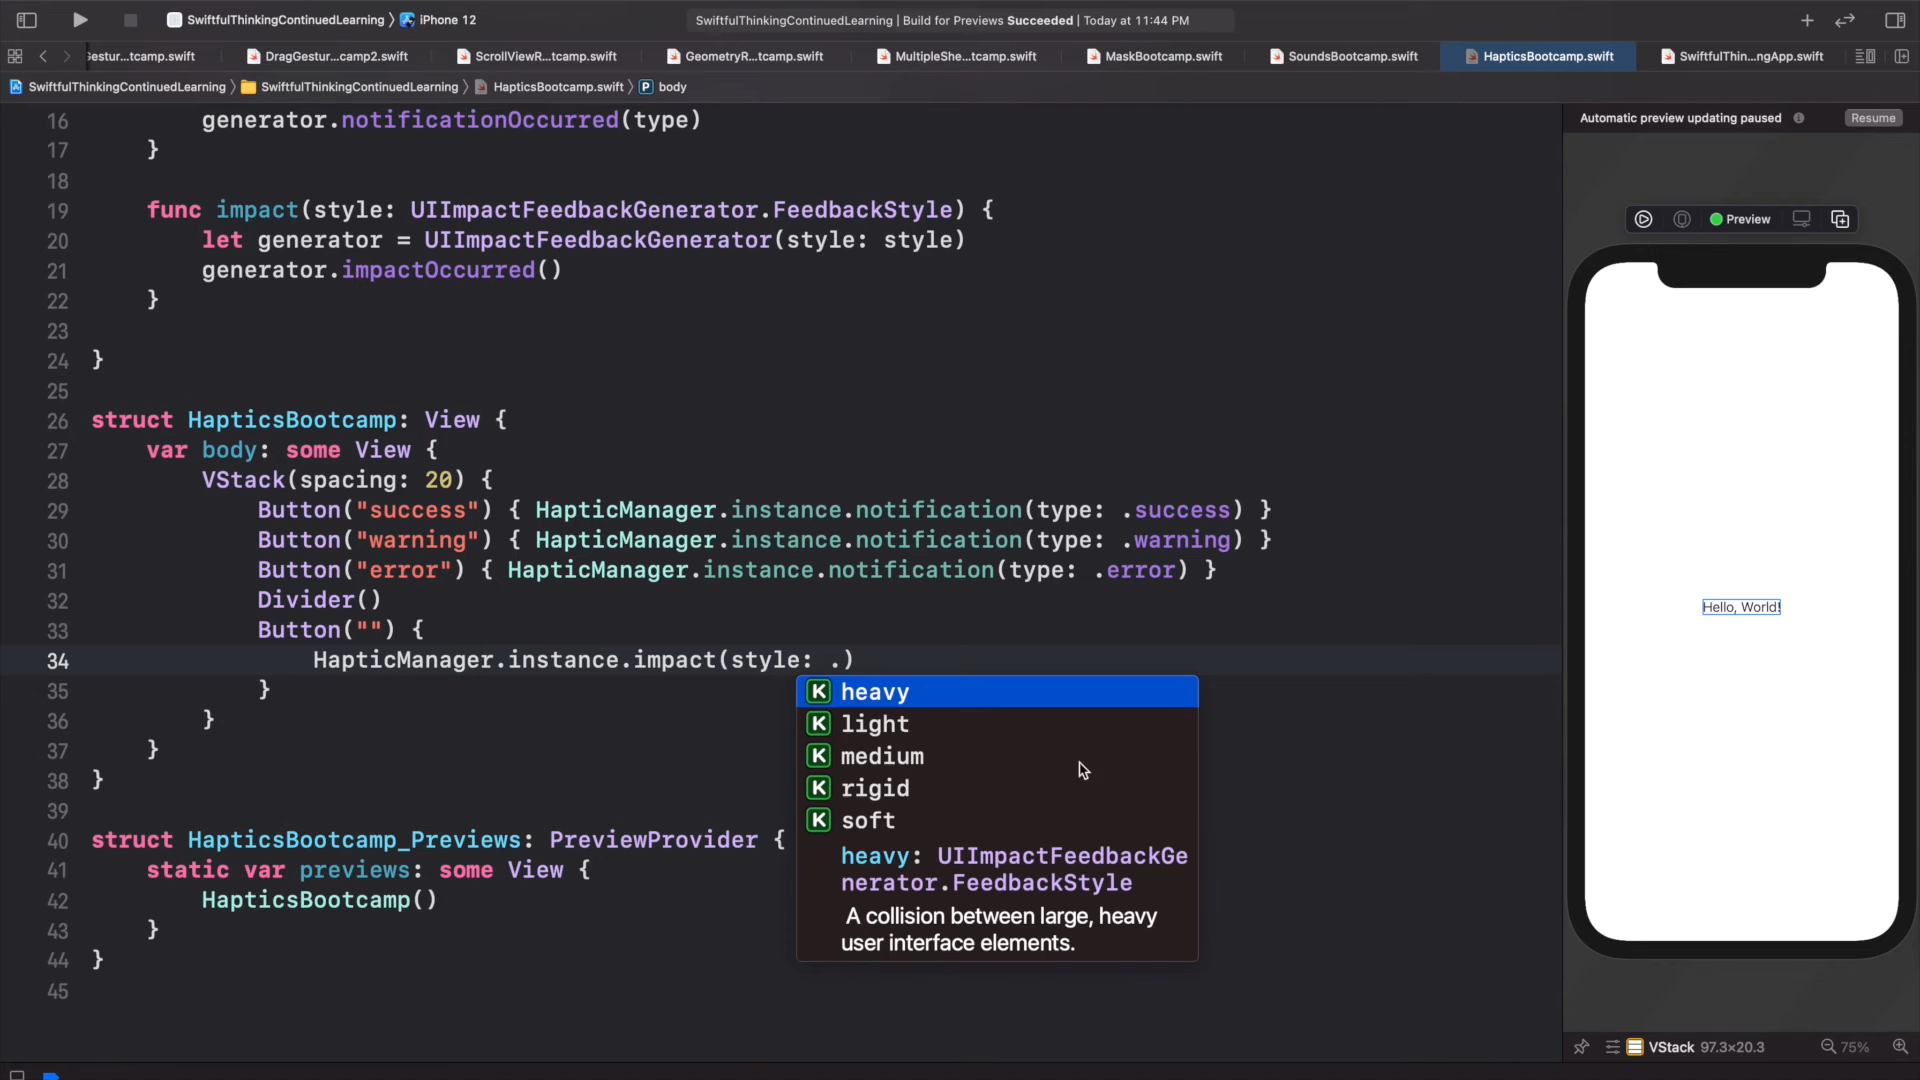 SwiftfulThinkingContinuedLearning 〉 iPhone 12
SwiftfulThinkingContinuedLearning | Build for Previews Succeeded | Today at 11:44 PM
Gestur...tcamp.swift
DragGestur...camp2.swift
ScrollViewR...tcamp.swift
GeometryR...tcamp.swift
MultipleShe...tcamp.swift
MaskBootcamp.swift
SoundsBootcamp.swift
HapticsBootcamp.swift
SwiftfulThin...ngApp.swift
SwiftfulThinkingContinuedLearning 〉 SwiftfulThinkingContinuedLearning 〉 HapticsBootcamp.swift 〉 P body
16 generator.notificationOccurred(type)
17 }
18
19 func impact(style: UIImpactFeedbackGenerator.FeedbackStyle) {
20 let generator = UIImpactFeedbackGenerator(style: style)
21 generator.impactOccurred()
22 }
23
24 }
25
26 struct HapticsBootcamp: View {
27 var body: some View {
28 VStack(spacing: 20) {
29 Button("success") { HapticManager.instance.notification(type: .success) }
30 Button("warning") { HapticManager.instance.notification(type: .warning) }
31 Button("error") { HapticManager.instance.notification(type: .error) }
32 Divider()
33 Button("") {
34 HapticManager.instance.impact(style: .)
35 }
36 }
37 }
38 }
39
40 struct HapticsBootcamp_Previews: PreviewProvider {
41 static var previews: some View {
42 HapticsBootcamp()
43 }
44 }
45
K heavy
K light
K medium
K rigid
K soft
heavy: UIImpactFeedbackGe
nerator.FeedbackStyle
A collision between large, heavy
user interface elements.
Automatic preview updating paused
Resume
Preview
Hello, World!
VStack 97.3×20.3
75%